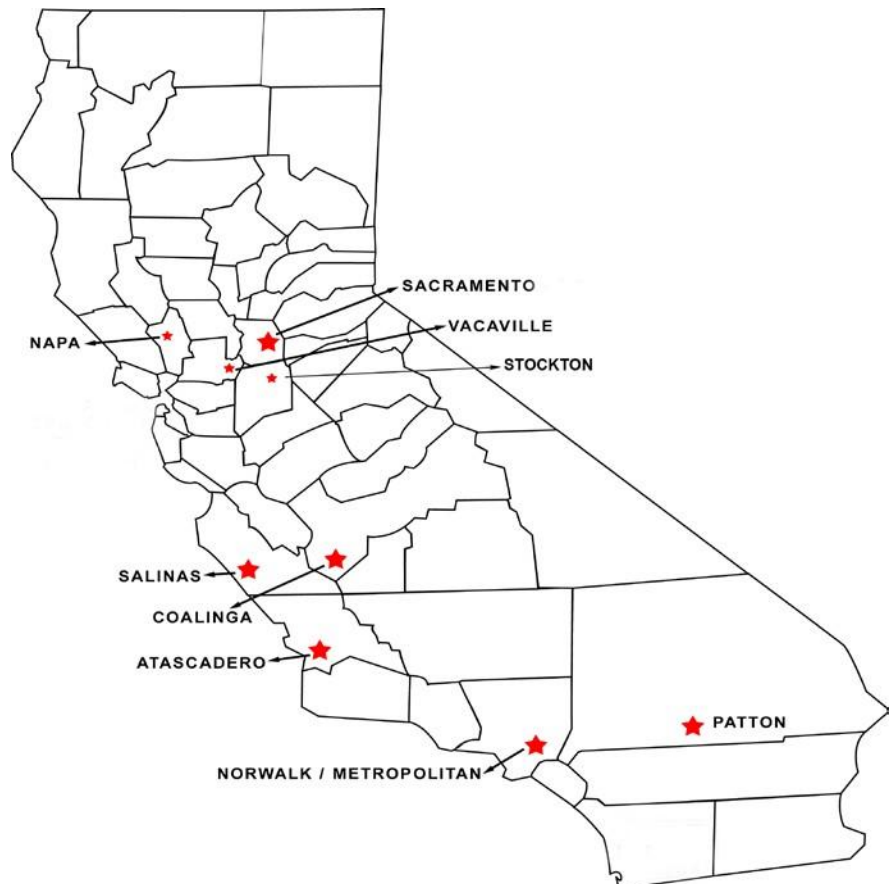 SACRAMENTO
VACAVILLE
NAPA
STOCKTON
SALINAS
COALINGA
ATASCADERO
PATTON
NORWALK / METROPOLITAN